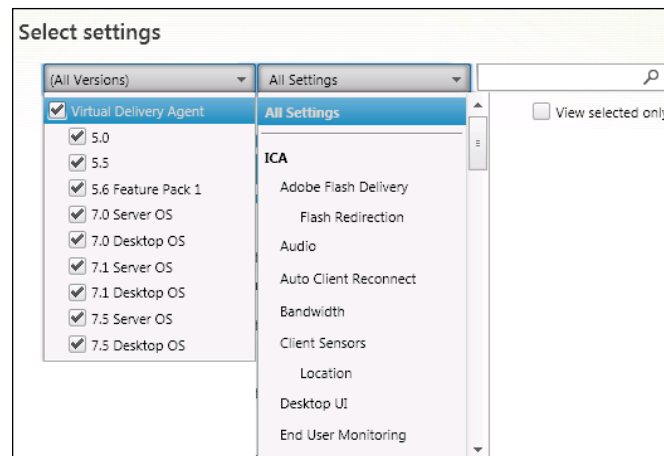 Select settings
(All Versions)
All Settings
Virtual Delivery Agent
5.0
5.5
5.6 Feature Pack 1
7.0 Server OS
7.0 Desktop OS
7.1 Server OS
7.1 Desktop OS
7.5 Server OS
7.5 Desktop OS
All Settings
ICA
Adobe Flash Delivery
Flash Redirection
Audio
Auto Client Reconnect
Bandwidth
Client Sensors
Location
Desktop UI
End User Monitoring
View selected only